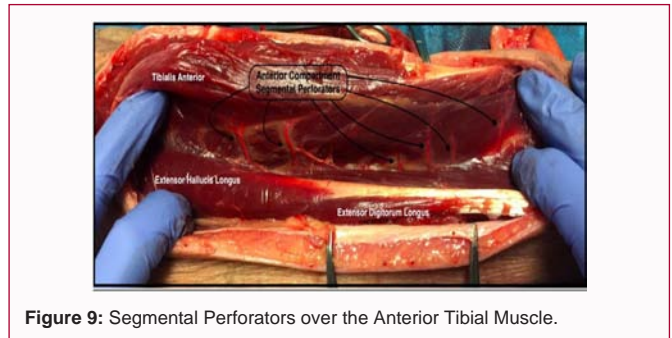 Tibialis Anterior
Anterior Compartment
Segmental Perforators
Extensor Hallucis Longus
Extensor Digitorum Longus
Figure 9: Segmental Perforators over the Anterior Tibial Muscle.